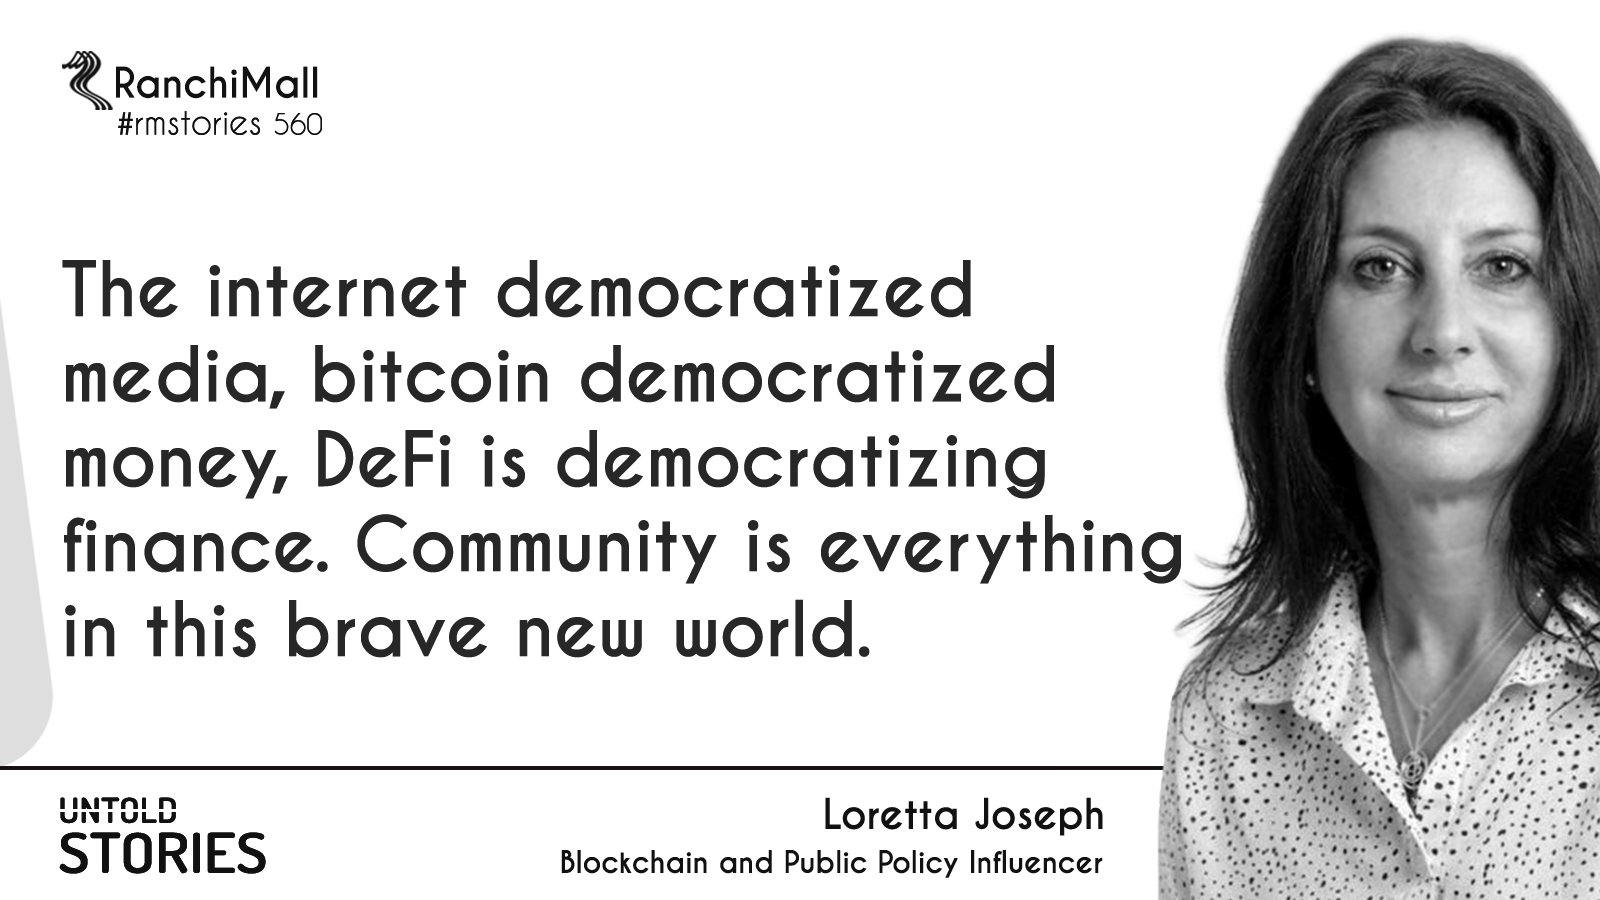 RanchiMall
#rmstories 560
The internet democratized
media, bitcoin democratized
money, DeFi is democratizing
finance. Community is everything
in this brave new world.
UNTOLD
STORIES
Loretta Joseph
Blockchain and Public Policy Influencer